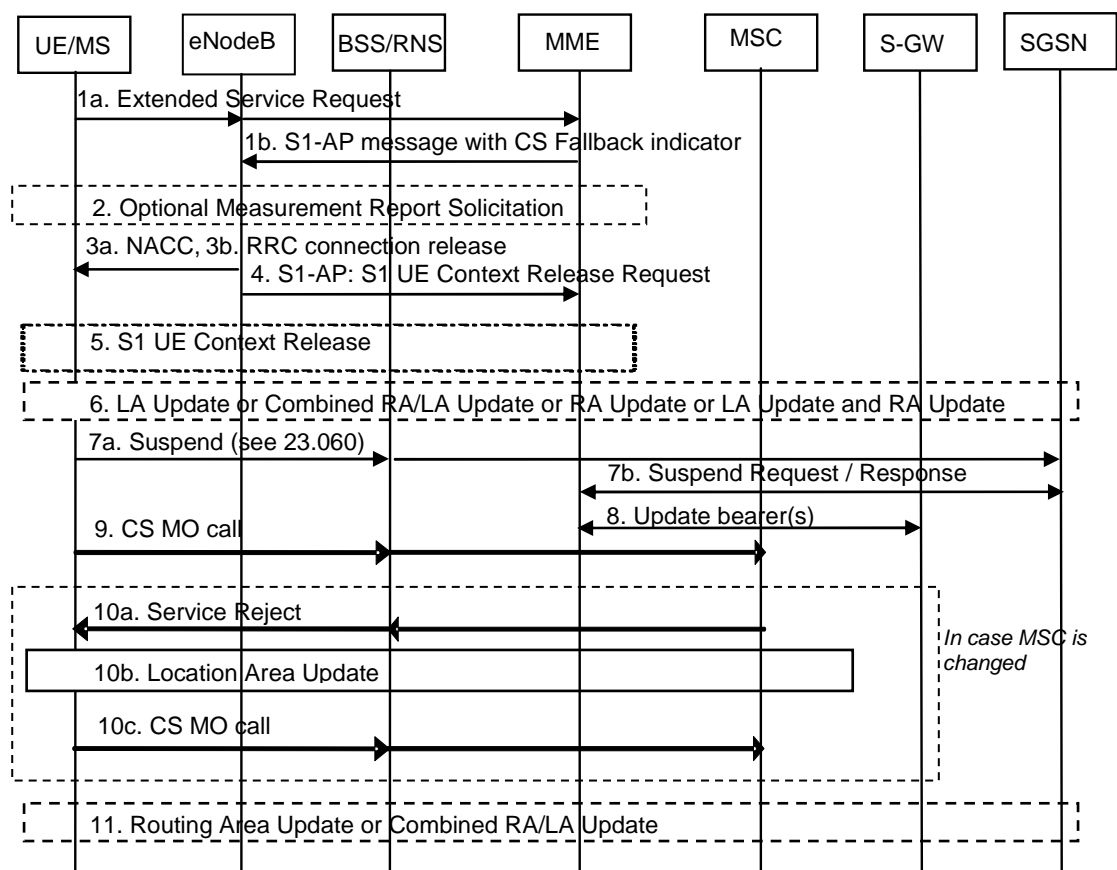 UE/MS
eNodeB
BSS/RNS
MME
MSC
S-GW
SGSN
1a. Extended Service Request
1b. S1-AP message with CS Fallback indicator
2. Optional Measurement Report Solicitation
3a. NACC, 3b. RRC connection release
4. S1-AP: S1 UE Context Release Request
5. S1 UE Context Release
6. LA Update or Combined RA/LA Update or RA Update or LA Update and RA Update
7a. Suspend (see 23.060)
7b. Suspend Request / Response
8. Update bearer(s)
9. CS MO call
10a. Service Reject
In case MSC is
changed
10b. Location Area Update
10c. CS MO call
11. Routing Area Update or Combined RA/LA Update